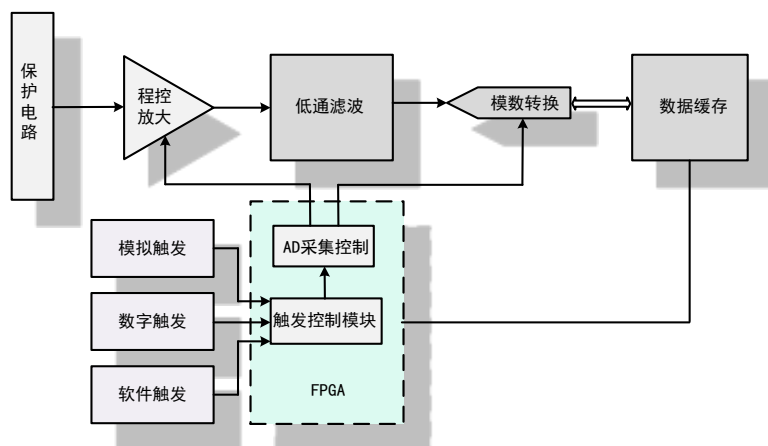 保护电路
程控
放大
低通滤波
模数转换
数据缓存
模拟触发
AD采集控制
数字触发
触发控制模块
软件触发
FPGA